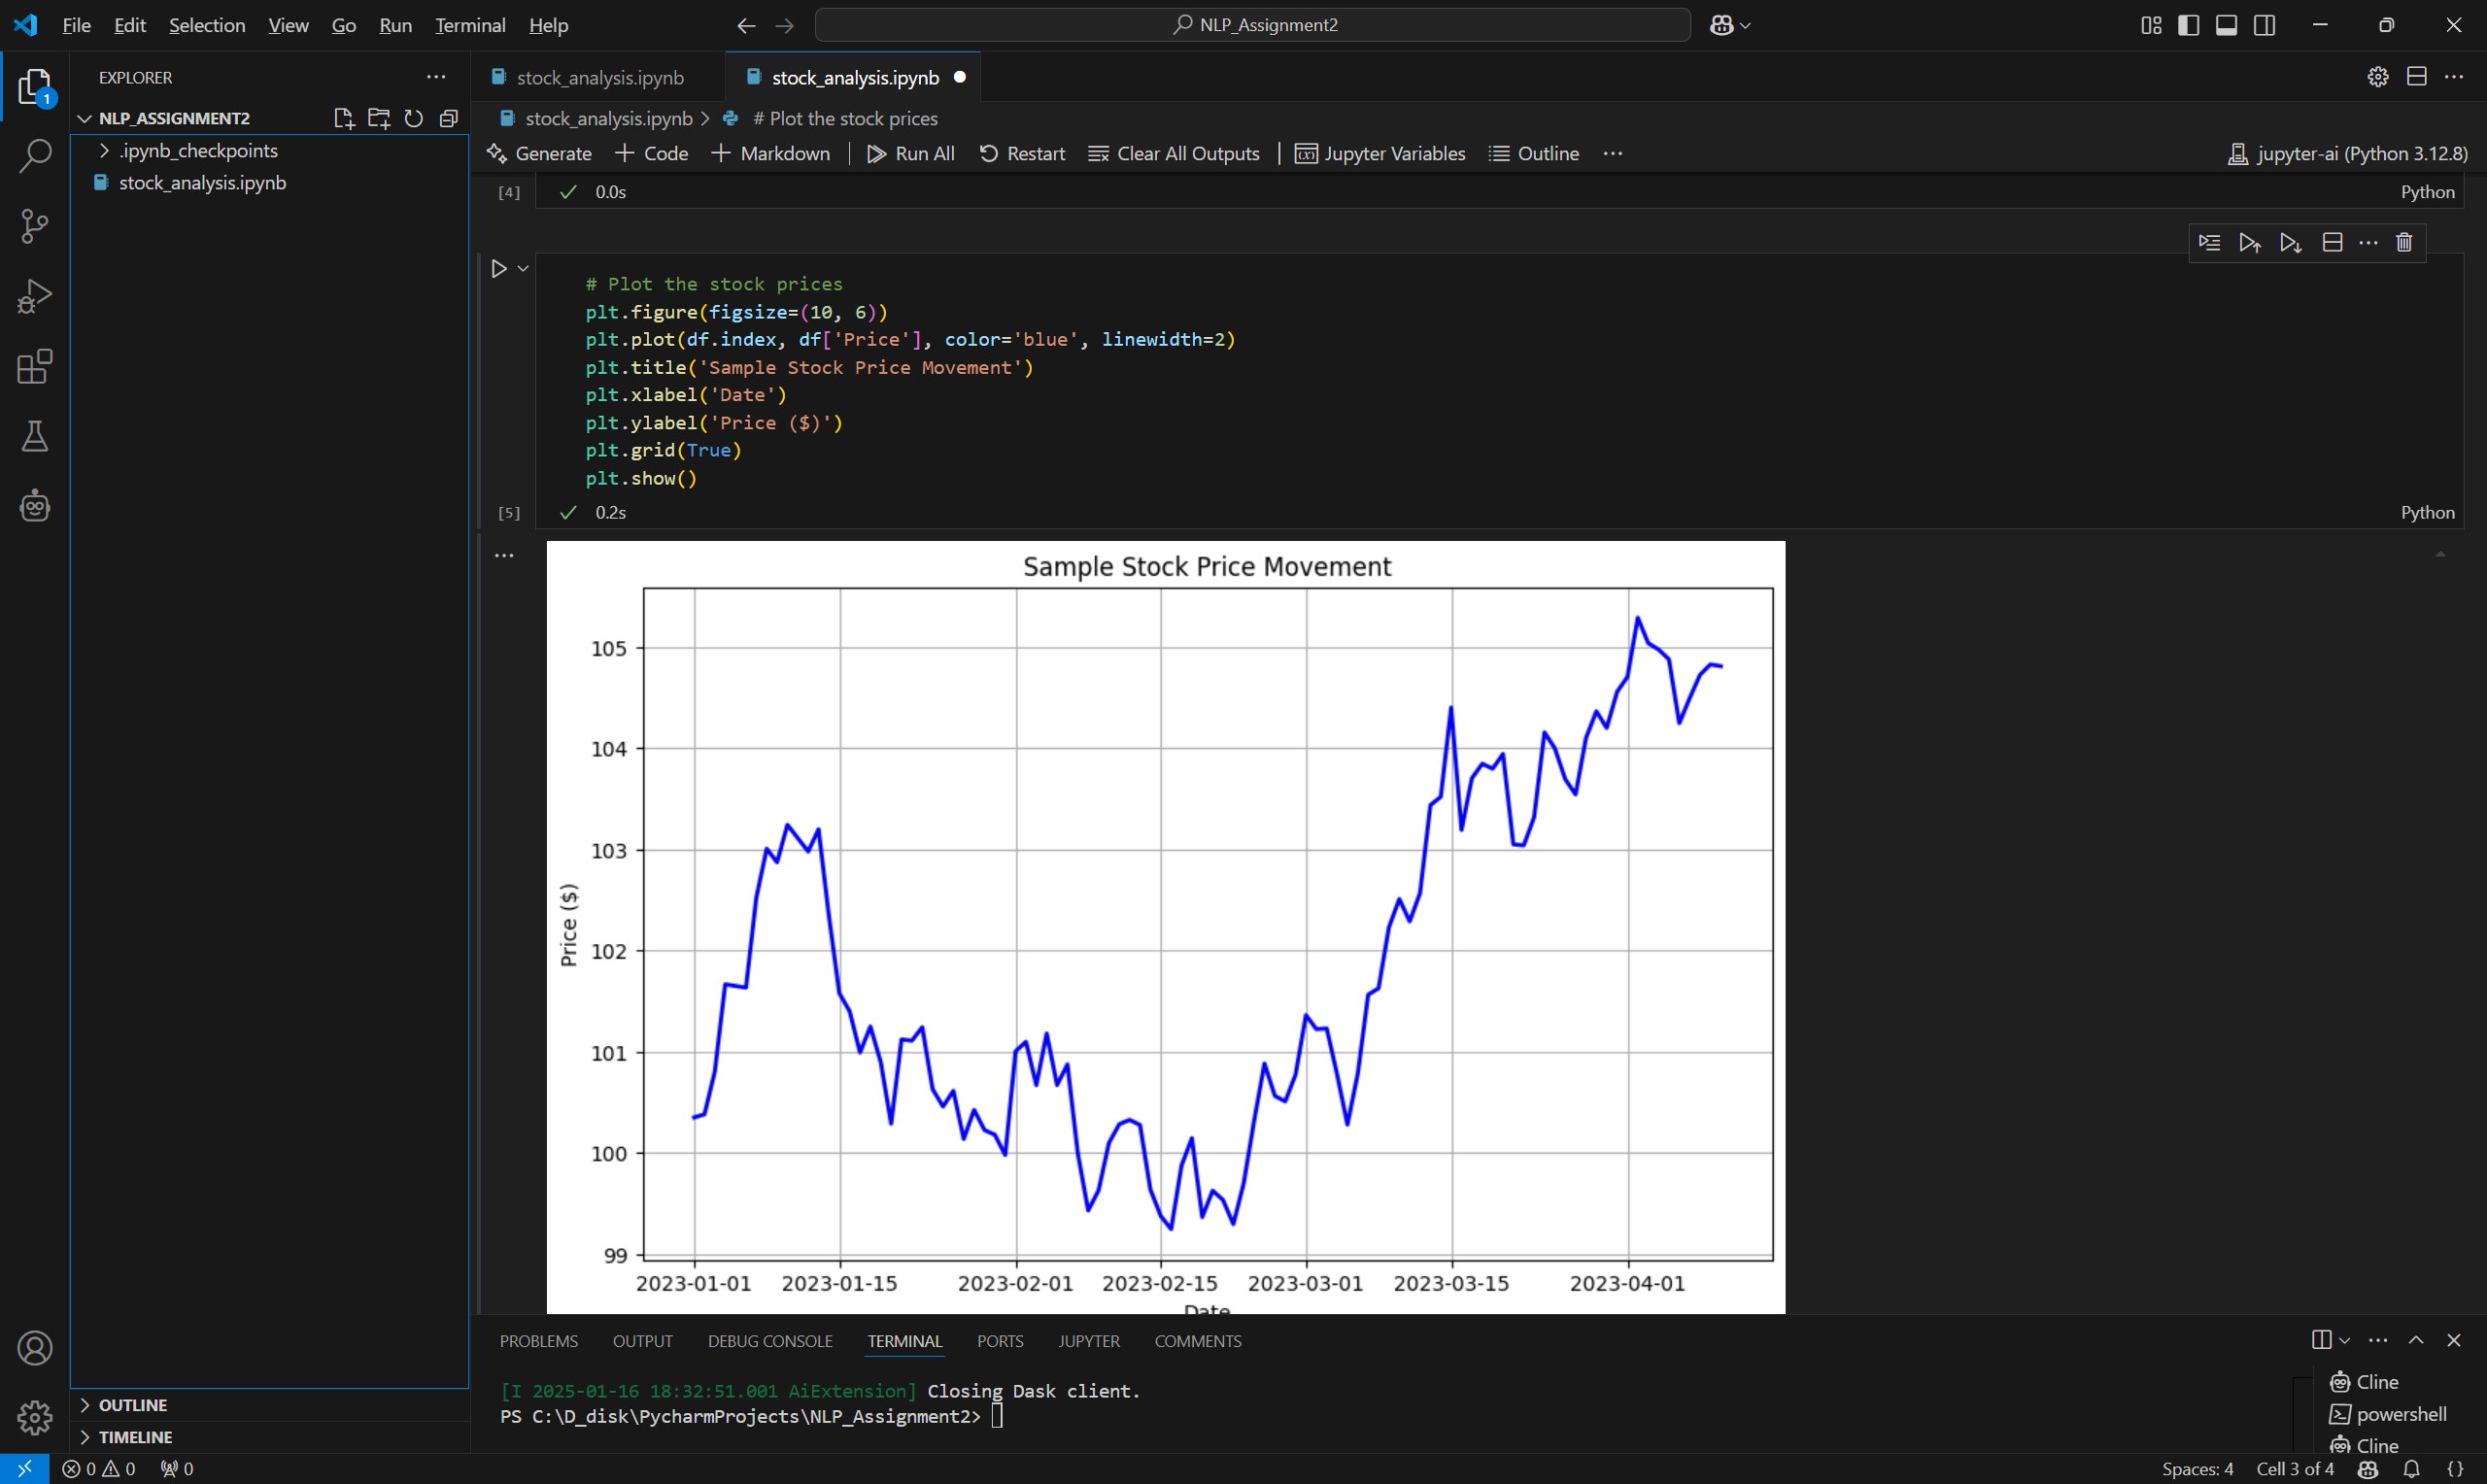 File Edit Selection View Go Run Terminal Help
NLP_Assignment2
EXPLORER
1
NLP_ASSIGNMENT2
.ipynb_checkpoints
stock_analysis.ipynb
stock_analysis.ipynb
stock_analysis.ipynb
stock_analysis.ipynb > # Plot the stock prices
Generate + Code + Markdown | Run All Restart Clear All Outputs | Jupyter Variables Outline ...
jupyter-ai (Python 3.12.8)
[4] 0.0s Python
# Plot the stock prices
plt.figure(figsize=(10, 6))
plt.plot(df.index, df['Price'], color='blue', linewidth=2)
plt.title('Sample Stock Price Movement')
plt.xlabel('Date')
plt.ylabel('Price ($)')
plt.grid(True)
plt.show()
[5] 0.2s Python
Sample Stock Price Movement
105
104
103
102
101
100
99
Price ($)
2023-01-01 2023-01-15 2023-02-01 2023-02-15 2023-03-01 2023-03-15 2023-04-01
Date
PROBLEMS OUTPUT DEBUG CONSOLE TERMINAL PORTS JUPYTER COMMENTS
[I 2025-01-16 18:32:51.001 AiExtension] Closing Dask client.
PS C:\D_disk\PycharmProjects\NLP_Assignment2>
Cline
powershell
Cline
OUTLINE
TIMELINE
0 0 0
Spaces: 4 Cell 3 of 4